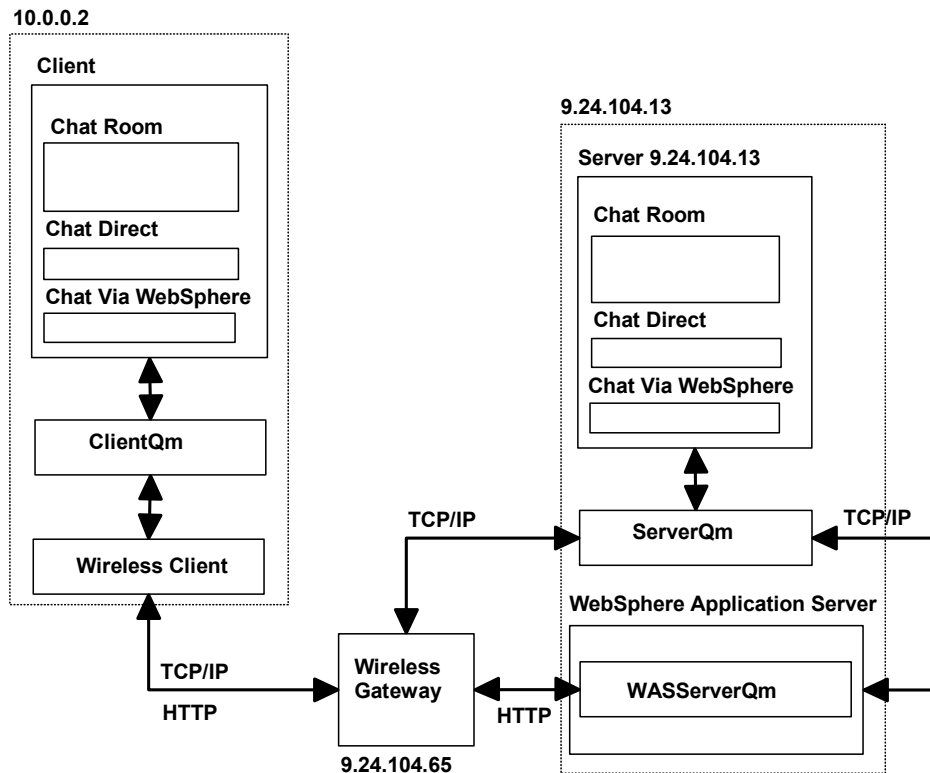 10.0.0.2
Client
Chat Room
Chat Direct
Chat Via WebSphere
ClientQm
Wireless Client
TCP/IP
HTTP
Wireless
Gateway
9.24.104.65
TCP/IP
HTTP
9.24.104.13
Server 9.24.104.13
Chat Room
Chat Direct
Chat Via WebSphere
ServerQm
TCP/IP
WebSphere Application Server
WASServerQm